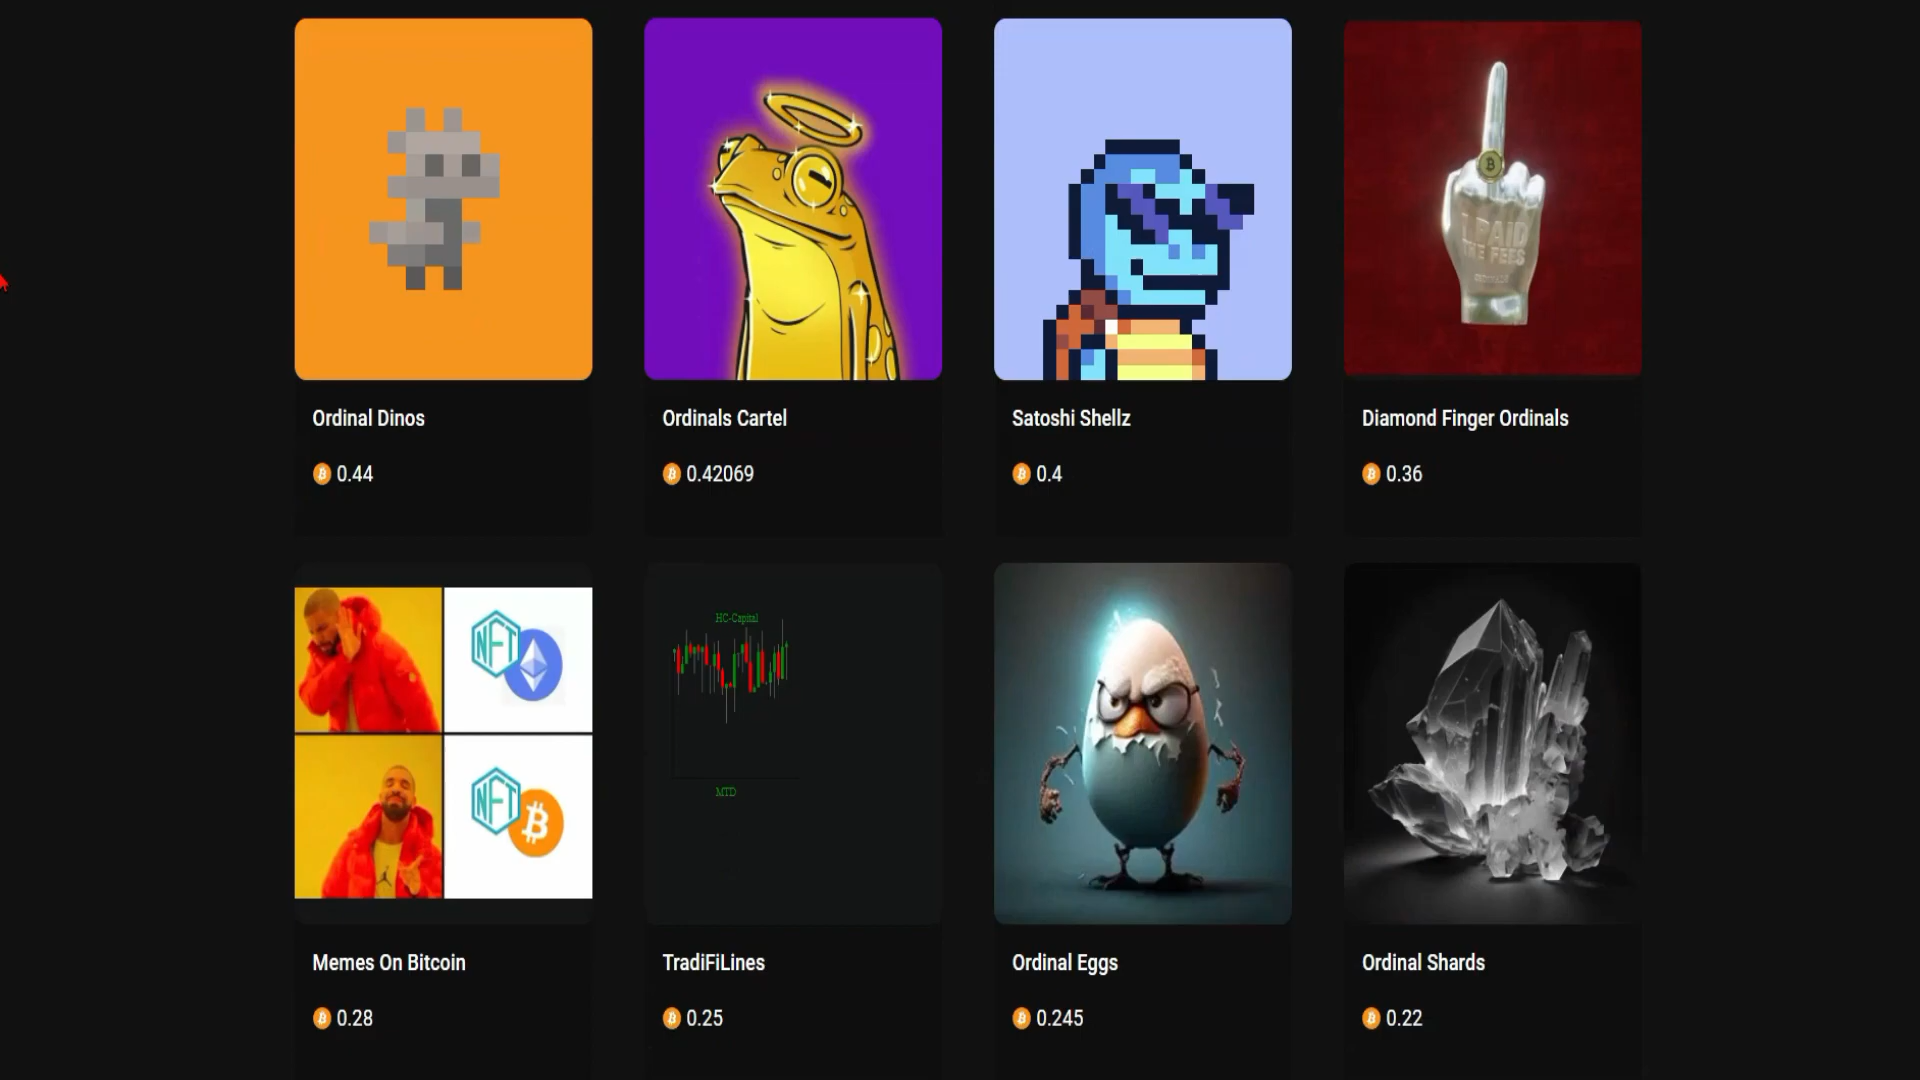 I PAID
THE FEES
Ordinal Dinos
Ordinals Cartel
Satoshi Shellz
Diamond Finger Ordinals
0.44
0.42069
0.4
0.36
NFT
HC-Capital
NFT
MTD
Memes On Bitcoin
TradiFiLines
Ordinal Eggs
Ordinal Shards
0.28
0.25
0.245
0.22